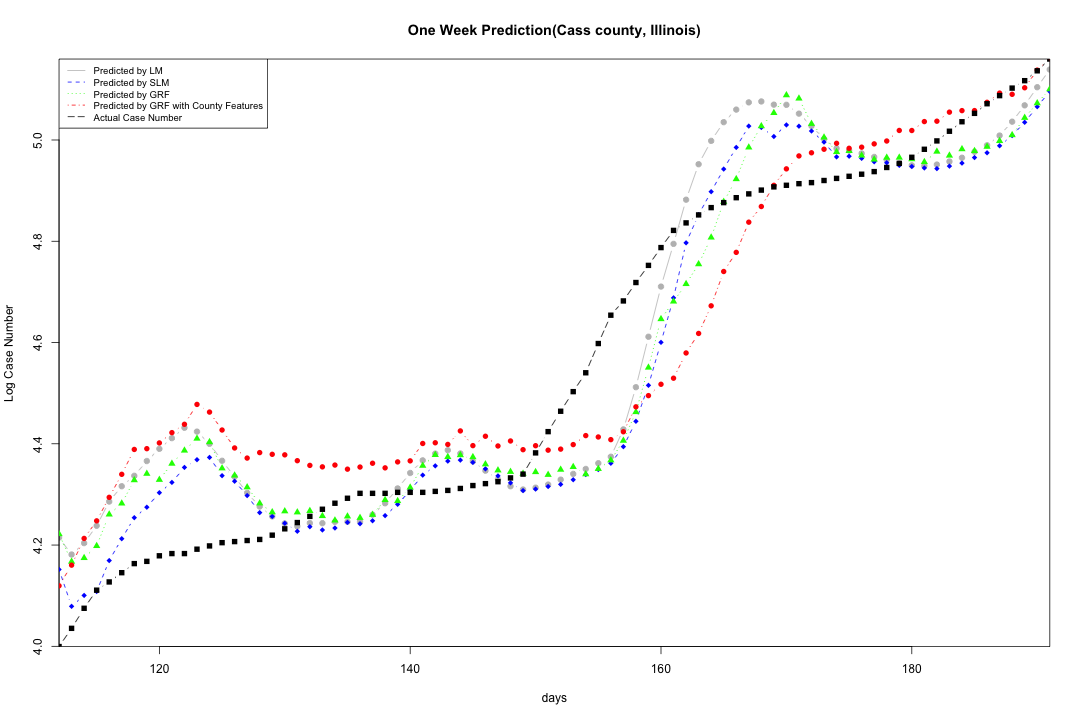 One Week Prediction(Cass county, Illinois)
Predicted by LM
Predicted by SLM
Predicted by GRF
Predicted by GRF with County Features
Actual Case Number
Log Case Number
5.0
4.8
4.6
4.4
4.2
4.0
120
140
160
180
days